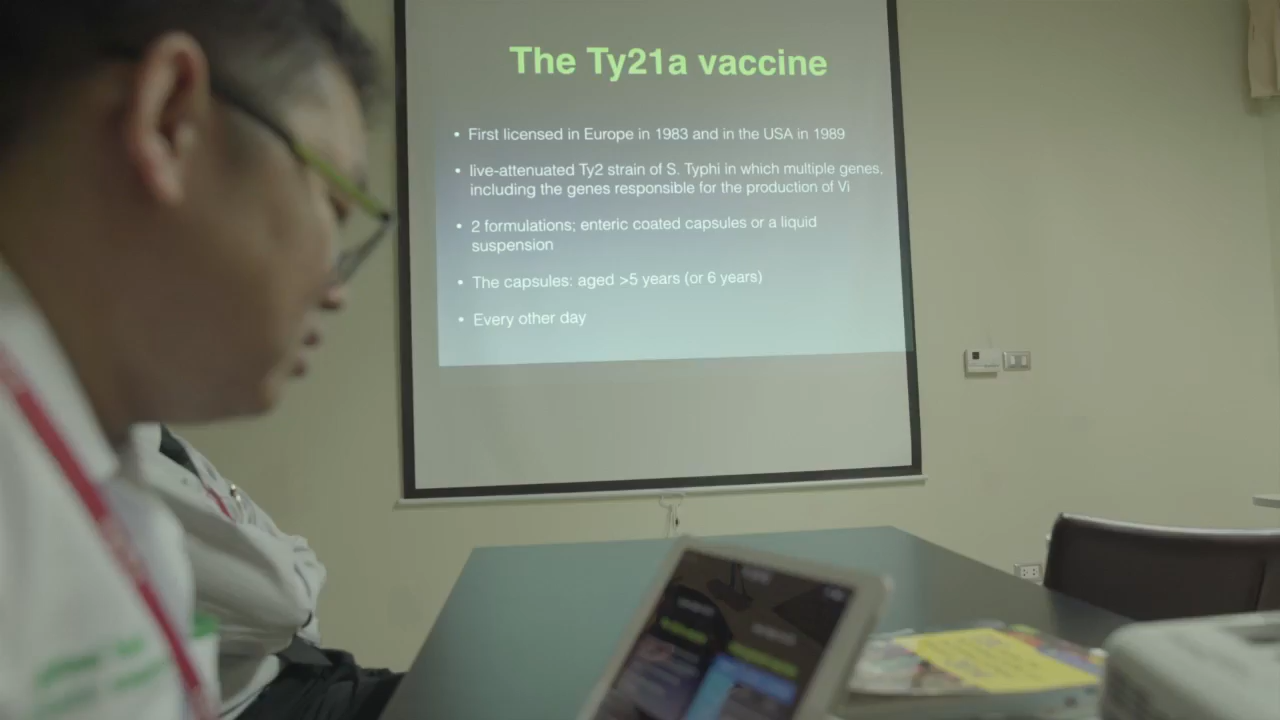 The Ty21a vaccine
• First licensed in Europe in 1983 and in the USA in 1989
• live-attenuated Ty2 strain of S. Typhi in which multiple genes,
including the genes responsible for the production of Vi
• 2 formulations; enteric coated capsules or a liquid
suspension
• The capsules: aged >5 years (or 6 years)
• Every other day